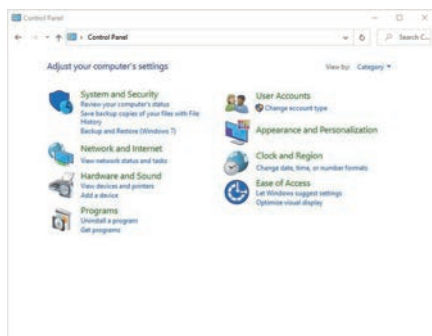 Control Panel
Control Panel
Search C...
Adjust your computer's settings
View by: Category
System and Security
Review your computer's status
Save backup copies of your files with File
History
Backup and Restore (Windows 7)
Network and Internet
View network status and tasks
Hardware and Sound
View devices and printers
Add a device
Programs
Uninstall a program
Get programs
User Accounts
Change account type
Appearance and Personalization
Clock and Region
Change date, time, or number formats
Ease of Access
Let Windows suggest settings
Optimize visual display